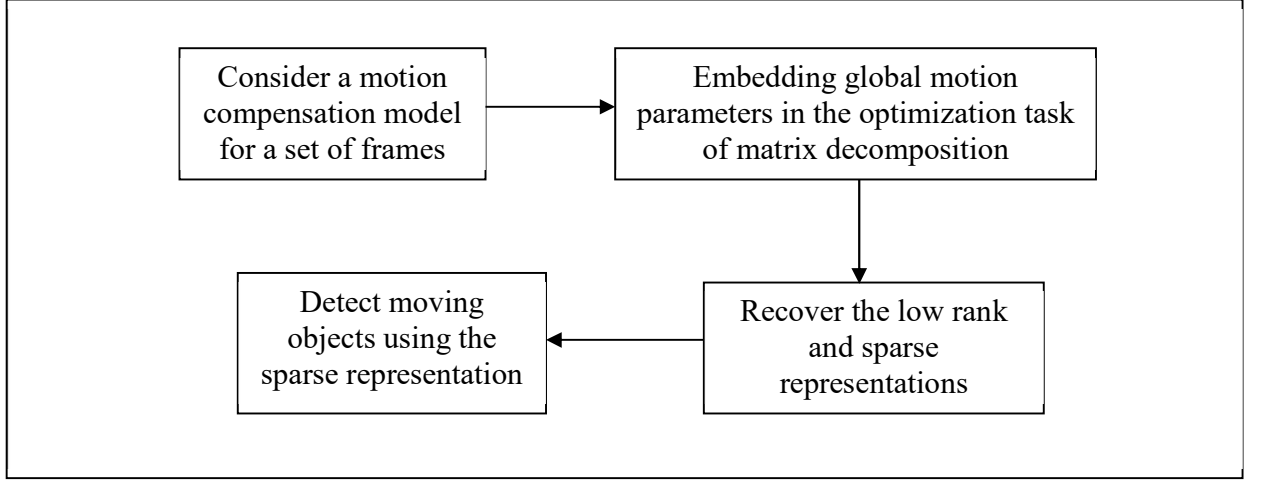 Consider a motion
compensation model
for a set of frames
Embedding global motion
parameters in the optimization task
of matrix decomposition
Recover the low rank
and sparse
representations
Detect moving
objects using the
sparse representation